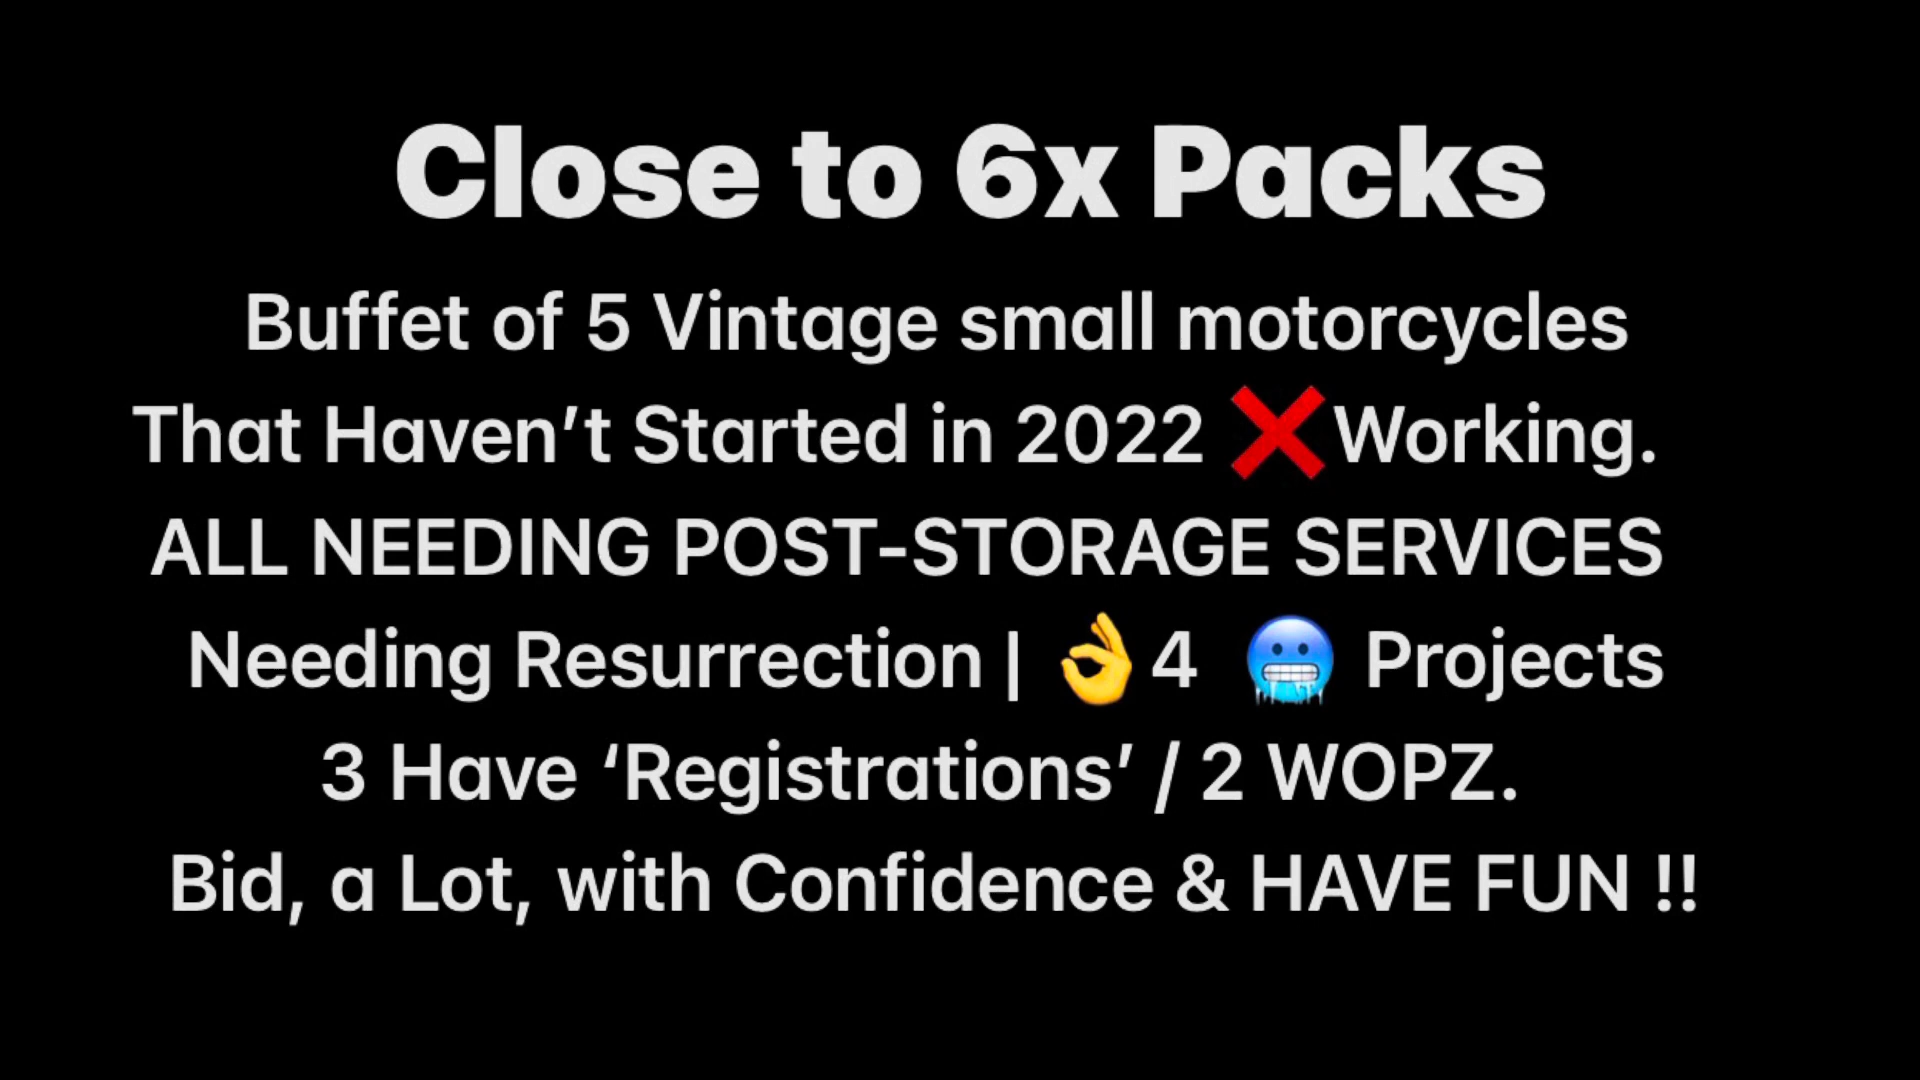 Close to 6x Packs
Buffet of 5 Vintage small motorcycles
That Haven’t Started in 2022 ❌Working.
ALL NEEDING POST-STORAGE SERVICES
Needing Resurrection | 👌4 🥶 Projects
3 Have ‘Registrations’ / 2 WOPZ.
Bid, a Lot, with Confidence & HAVE FUN !!